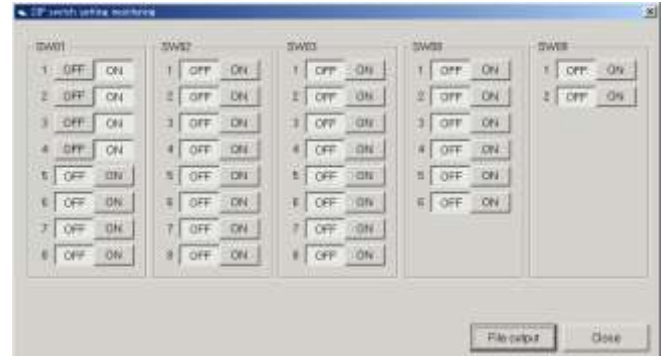 DIP switch setting monitoring
SW01 SW02 SW03
1 OFF ON 1 OFF ON 1 OFF ON 1 OFF ON 1 OFF ON
2 OFF ON 2 OFF ON 2 OFF ON 2 OFF ON 2 OFF ON
3 OFF ON 3 OFF ON 3 OFF ON 3 OFF ON
4 OFF ON 4 OFF ON 4 OFF ON 4 OFF ON
5 OFF ON 5 OFF ON 5 OFF ON 5 OFF ON
6 OFF ON 6 OFF ON 6 OFF ON 6 OFF ON
7 OFF ON 7 OFF ON 7 OFF ON
8 OFF ON 8 OFF ON 8 OFF ON
File output Close